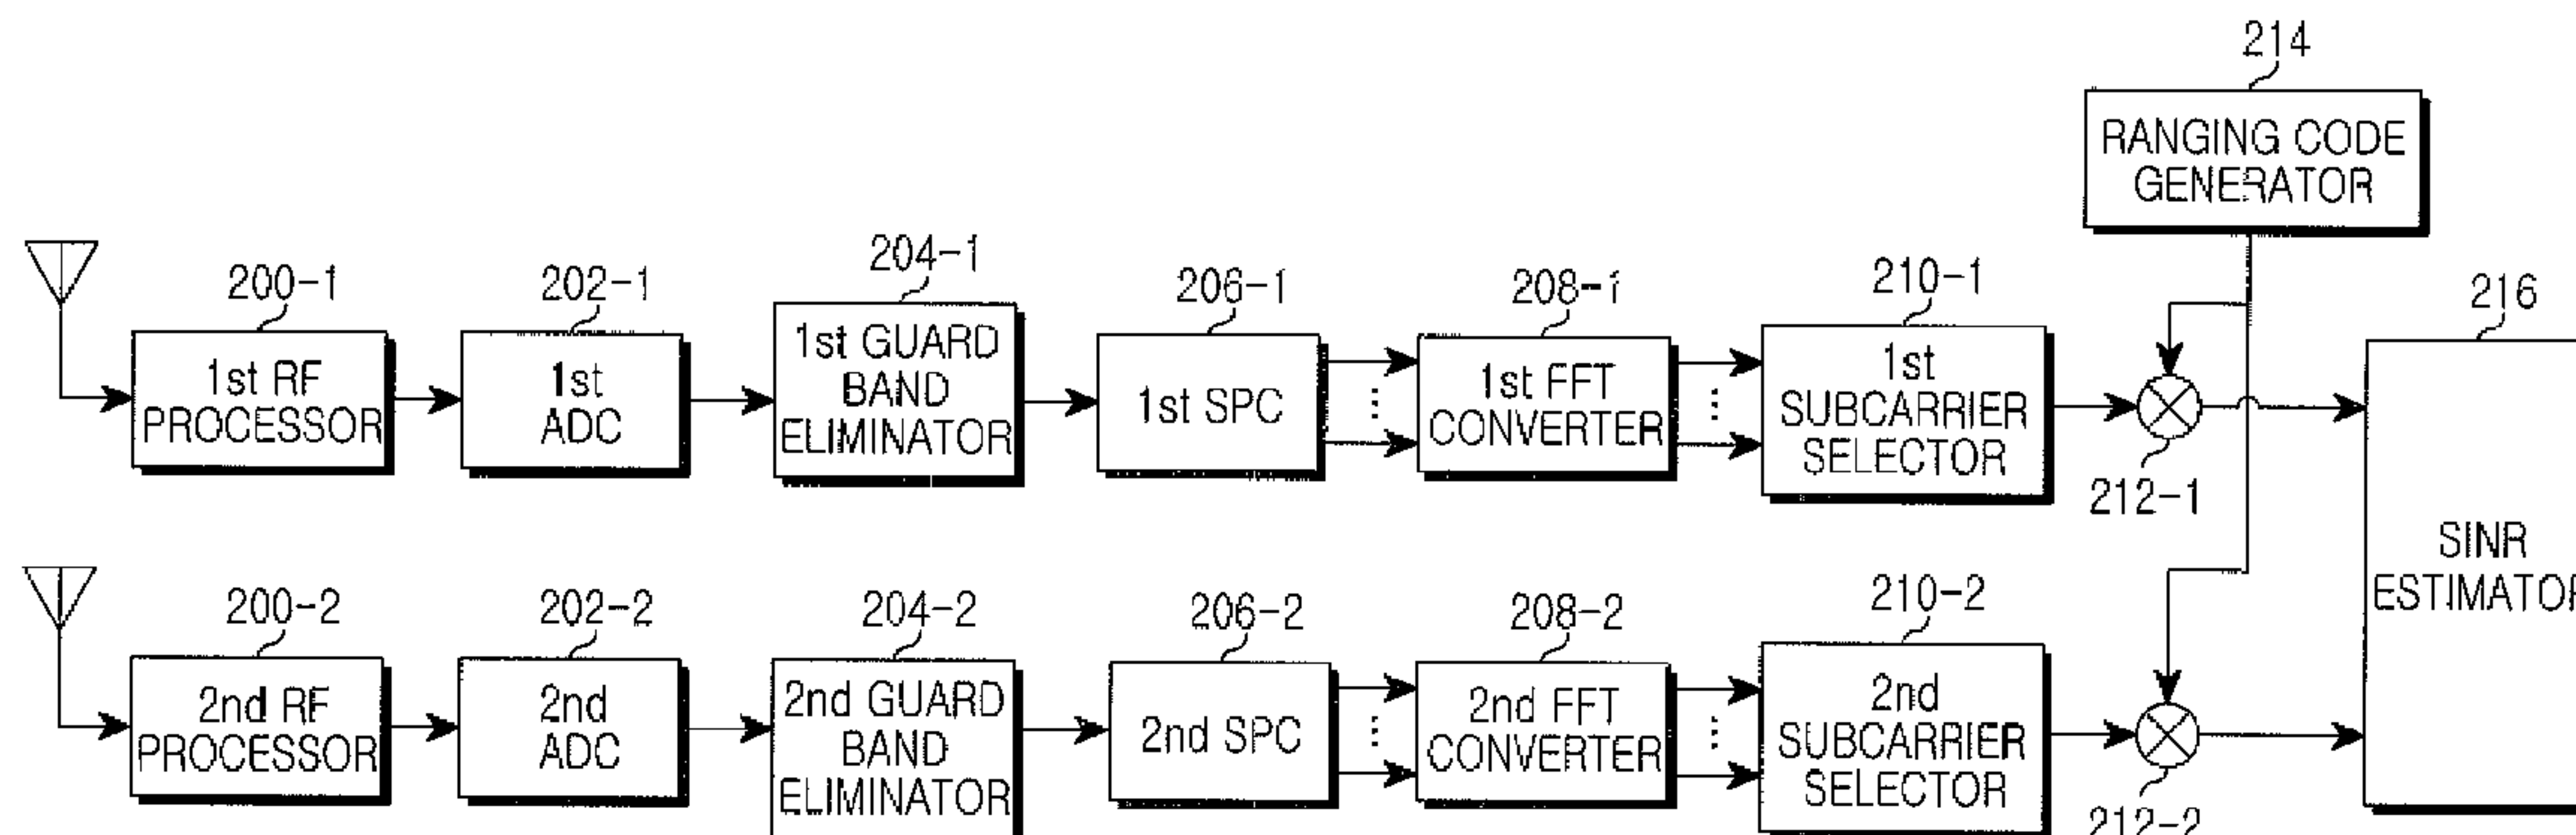 214
RANGING CODE
GENERATOR
200-1
202-1
204-1
206-1
208-1
210-1
216
1st RF
PROCESSOR
1st
ADC
1st GUARD
BAND
ELIMINATOR
1st SPC
1st FFT
CONVERTER
1st
SUBCARRIER
SELECTOR
212-1
SINR
ESTIMATOR
200-2
202-2
204-2
206-2
208-2
210-2
2nd RF
PROCESSOR
2nd
ADC
2nd GUARD
BAND
ELIMINATOR
2nd SPC
2nd FFT
CONVERTER
2nd
SUBCARRIER
SELECTOR
212-2